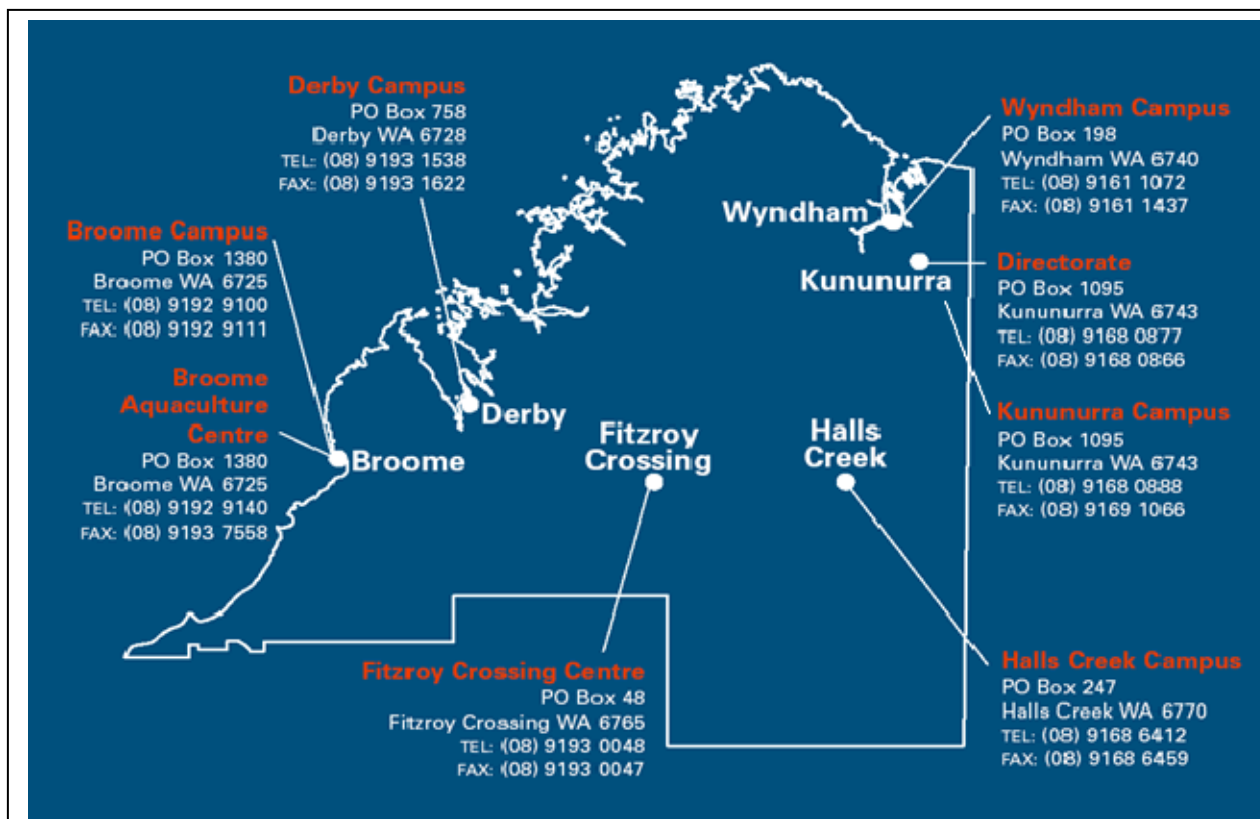 Derby Campus
PO Box 758
Derby WA 6728
TEL: (08) 9193 1538
FAX: (08) 9193 1622
Broome Campus
PO Box 1380
Broome WA 6725
TEL: (08) 9192 9100
FAX: (08) 9192 9111
Broome
Aquaculture
Centre
PO Box 1380
Broome WA 6725
TEL: (08) 9192 9140
FAX: (08) 9193 7558
Wyndham
Kununurra
Derby
Broome
Fitzroy
Crossing
Halls
Creek
Wyndham Campus
PO Box 198
Wyndham WA 6740
TEL: (08) 9161 1072
FAX: (08) 9161 1437
Directorate
PO Box 1095
Kununurra WA 6743
TEL: (08) 9168 0877
FAX: (08) 9168 0866
Kununurra Campus
PO Box 1095
Kununurra WA 6743
TEL: (08) 9168 0888
FAX: (08) 9169 1066
Fitzroy Crossing Centre
PO Box 48
Fitzroy Crossing WA 6765
TEL: (08) 9193 0048
FAX: (08) 9193 0047
Halls Creek Campus
PO Box 247
Halls Creek WA 6770
TEL: (08) 9168 6412
FAX: (08) 9168 6459